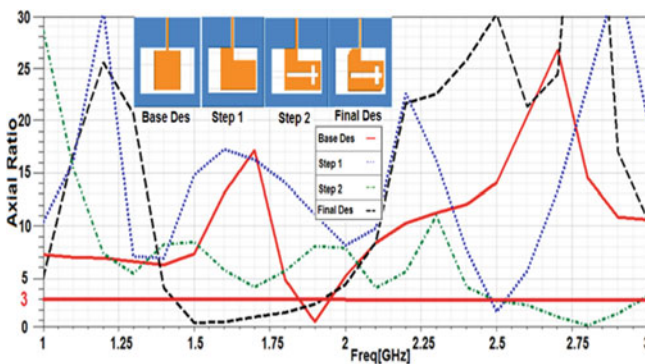 30
25
20
15
10
5
3
0
Axial Ratio
Base Des
Step 1
Step 2
Final Des
Base Des
Step 1
Step 2
Final Des
1
1.25
1.5
1.75
2
2.25
2.5
2.75
3
Freq[GHz]